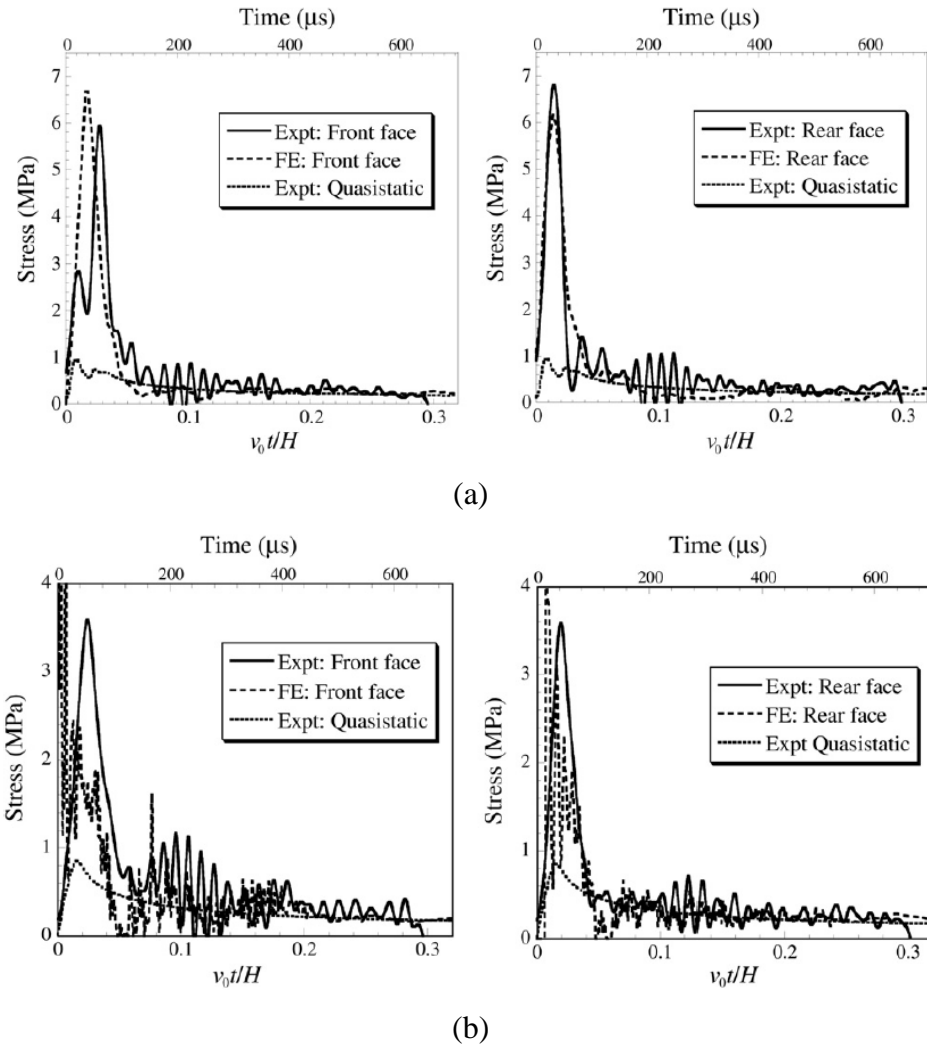 Time (μs)
0 200 400 600
7
6
5
4
3
2
1
0
Stress (MPa)
Expt: Front face
FE: Front face
Expt: Quasistatic
0 0.1 0.2 0.3
v₀t/H
Time (μs)
0 200 400 600
7
6
5
4
3
2
1
0
Stress (MPa)
Expt: Rear face
FE: Rear face
Expt: Quasistatic
0 0.1 0.2 0.3
v₀t/H
(a)
Time (μs)
0 200 400 600
4
3
2
1
0
Stress (MPa)
Expt: Front face
FE: Front face
Expt: Quasistatic
0 0.1 0.2 0.3
v₀t/H
Time (μs)
0 200 400 600
4
3
2
1
0
Stress (MPa)
Expt: Rear face
FE: Rear face
Expt Quasistatic
0 0.1 0.2 0.3
v₀t/H
(b)